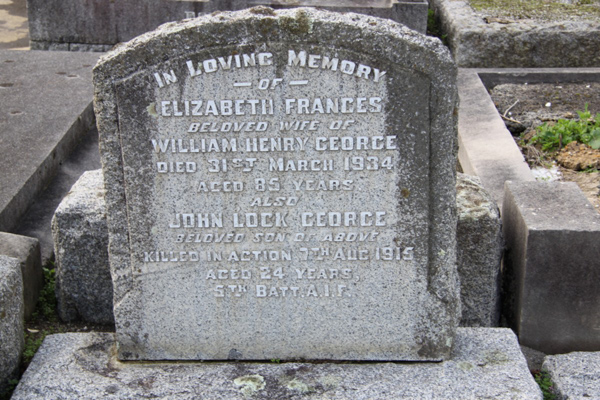 IN LOVING MEMORY
— OF —
ELIZABETH FRANCES
BELOVED WIFE OF
WILLIAM HENRY GEORGE
DIED 31ST MARCH 1934
AGED 85 YEARS
ALSO
JOHN LOCK GEORGE
BELOVED SON OF ABOVE
KILLED IN ACTION 7TH AUG 1915
AGED 24 YEARS.
5TH BATT. A.I.F.